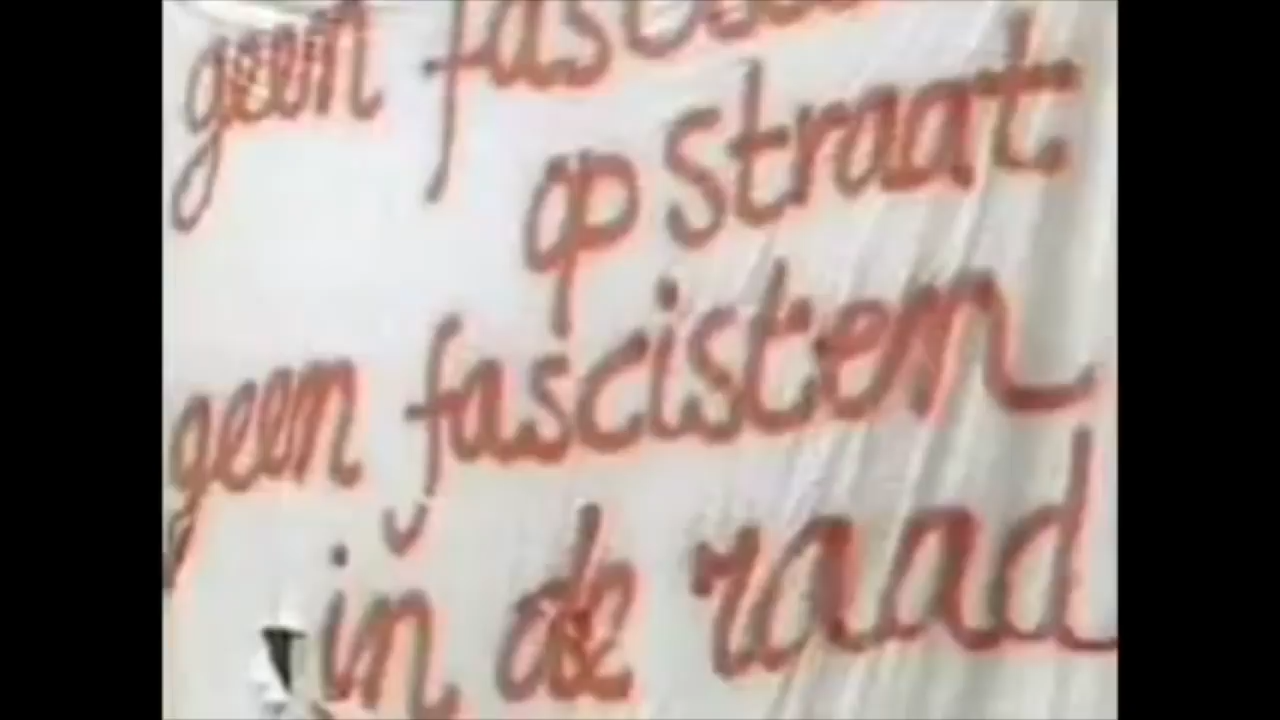 geen
op straat
geen fascisten
in de raad